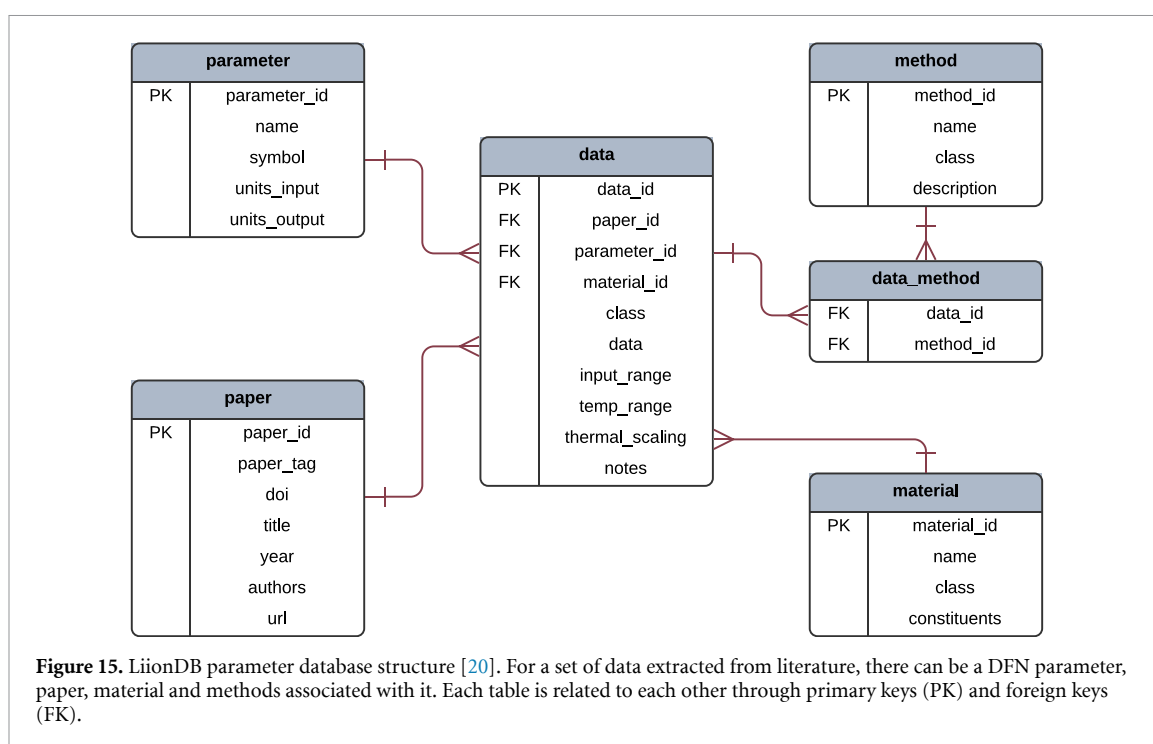 parameter
PK parameter_id
name
symbol
units_input
units_output
paper
PK paper_id
paper_tag
doi
title
year
authors
url
data
PK data_id
FK paper_id
FK parameter_id
FK material_id
class
data
input_range
temp_range
thermal_scaling
notes
method
PK method_id
name
class
description
data_method
FK data_id
FK method_id
material
PK material_id
name
class
constituents
Figure 15. LiionDB parameter database structure [20]. For a set of data extracted from literature, there can be a DFN parameter,
paper, material and methods associated with it. Each table is related to each other through primary keys (PK) and foreign keys
(FK).